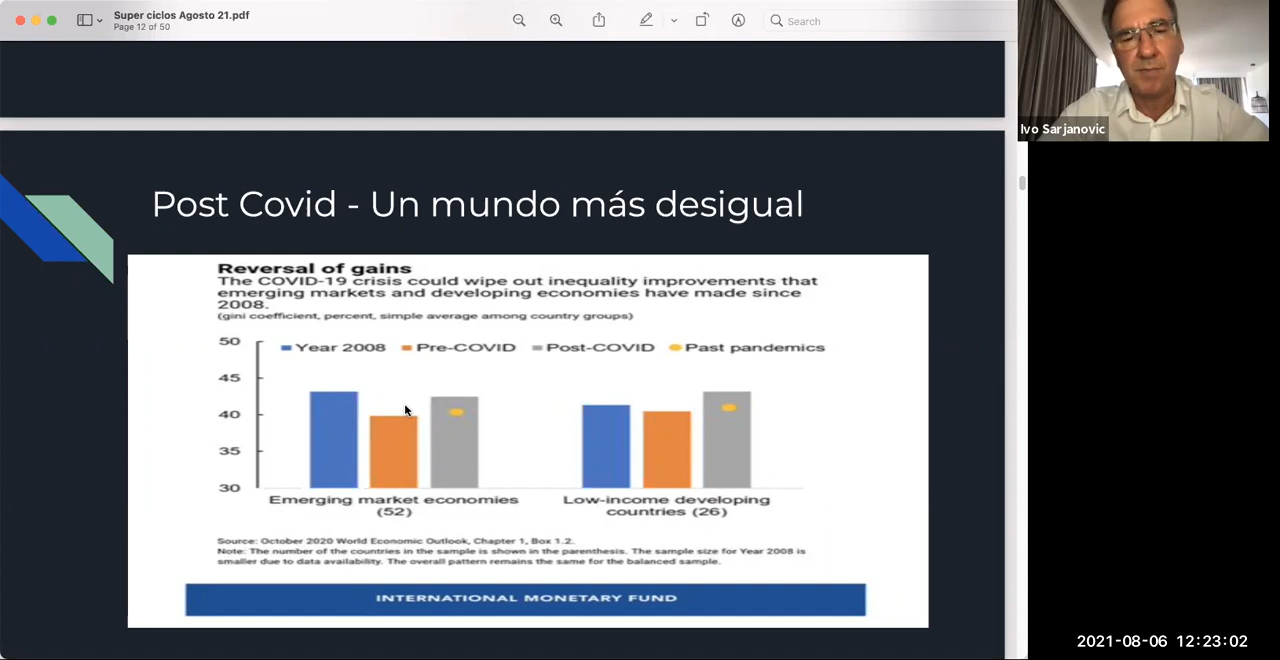 Super ciclos Agosto 21.pdf
Page 12 of 50
Search
Ivo Sarjanovic
Post Covid - Un mundo más desigual
Reversal of gains
The COVID-19 crisis could wipe out inequality improvements that
emerging markets and developing economies have made since
2008.
(gini coefficient, percent, simple average among country groups)
50
Year 2008 Pre-COVID Post-COVID Past pandemics
45
40
35
30
Emerging market economies
(52)
Low-income developing
countries (26)
Source: October 2020 World Economic Outlook, Chapter 1, Box 1.2.
Note: The number of the countries in the sample is shown in the parenthesis. The sample size for Year 2008 is
smaller due to data availability. The overall pattern remains the same for the balanced sample.
INTERNATIONAL MONETARY FUND
2021-08-06 12:23:02